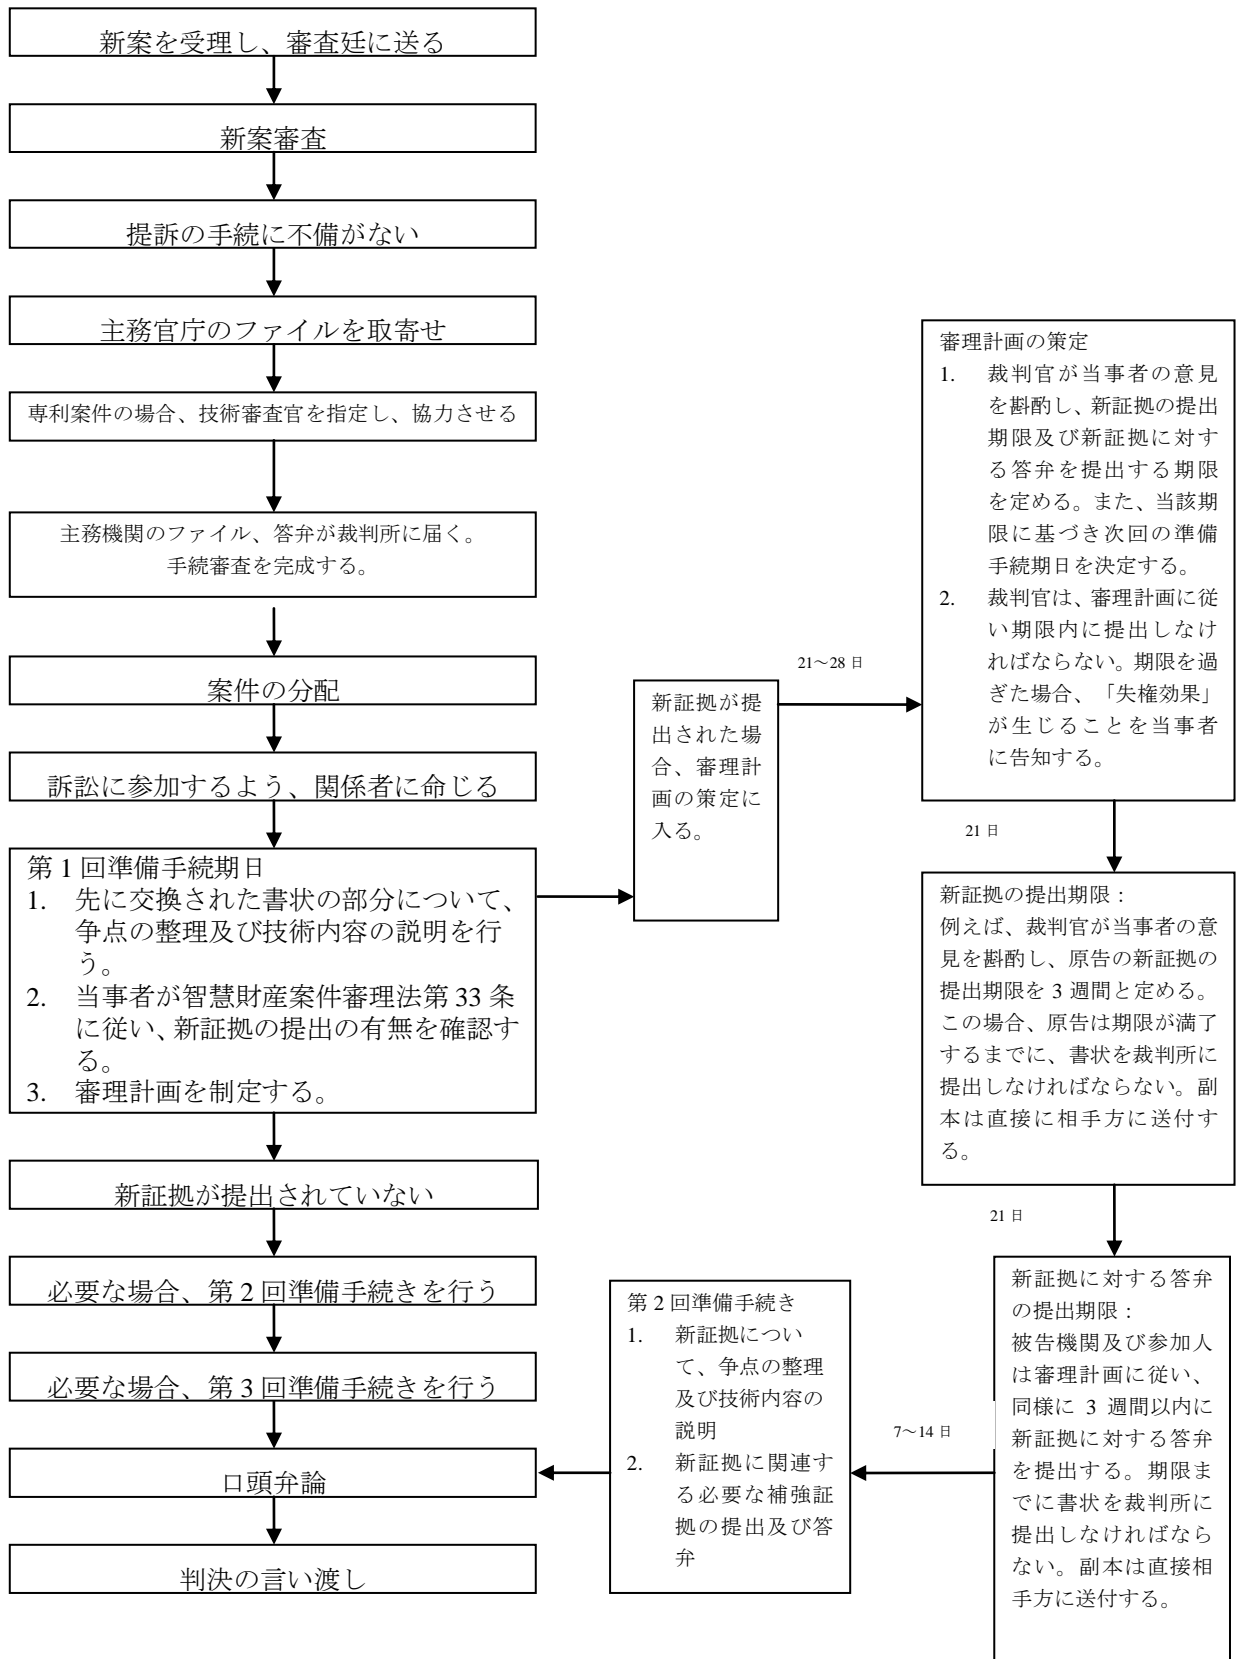 新案を受理し、審査廷に送る
新案審査
提訴の手続に不備がない
主務官庁のファイルを取寄せ
専利案件の場合、技術審査官を指定し、協力させる
主務機関のファイル、答弁が裁判所に届く。
手続審査を完成する。
案件の分配
訴訟に参加するよう、関係者に命じる
第 1 回準備手続期日
1. 先に交換された書状の部分について、
争点の整理及び技術内容の説明を行
う。
2. 当事者が智慧財産案件審理法第 33 条
に従い、新証拠の提出の有無を確認す
る。
3. 審理計画を制定する。
新証拠が提
出された場
合、審理計
画の策定に
入る。
21～28 日
審理計画の策定
1. 裁判官が当事者の意見
を斟酌し、新証拠の提出
期限及び新証拠に対す
る答弁を提出する期限
を定める。また、当該期
限に基づき次回の準備
手続期日を決定する。
2. 裁判官は、審理計画に従
い期限内に提出しなけ
ればならない。期限を過
ぎた場合、「失権効果」
が生じることを当事者
に告知する。
21 日
新証拠の提出期限：
例えば、裁判官が当事者の意
見を斟酌し、原告の新証拠の
提出期限を 3 週間と定める。
この場合、原告は期限が満了
するまでに、書状を裁判所に
提出しなければならない。副
本は直接に相手方に送付す
る。
21 日
新証拠に対する答弁
の提出期限：
被告機関及び参加人
は審理計画に従い、
同様に 3 週間以内に
新証拠に対する答弁
を提出する。期限ま
でに書状を裁判所に
提出しなければなら
ない。副本は直接相
手方に送付する。
7～14 日
第 2 回準備手続き
1. 新証拠につい
て、争点の整理
及び技術内容の
説明
2. 新証拠に関連す
る必要な補強証
拠の提出及び答
弁
新証拠が提出されていない
必要な場合、第 2 回準備手続きを行う
必要な場合、第 3 回準備手続きを行う
口頭弁論
判決の言い渡し